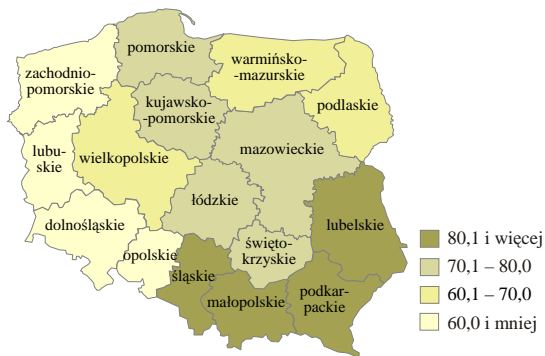 pomorskie
warmińsko-
-mazurskie
zachodnio-
pomorskie
podlaskie
kujawsko-
-pomorskie
mazowieckie
lubu-
skie
wielkopolskie
łódzkie
lubelskie
dolnośląskie
święto-
krzyskie
opolskie
śląskie
małopolskie
podkar-
packie
80,1 i więcej
70,1 – 80,0
60,1 – 70,0
60,0 i mniej